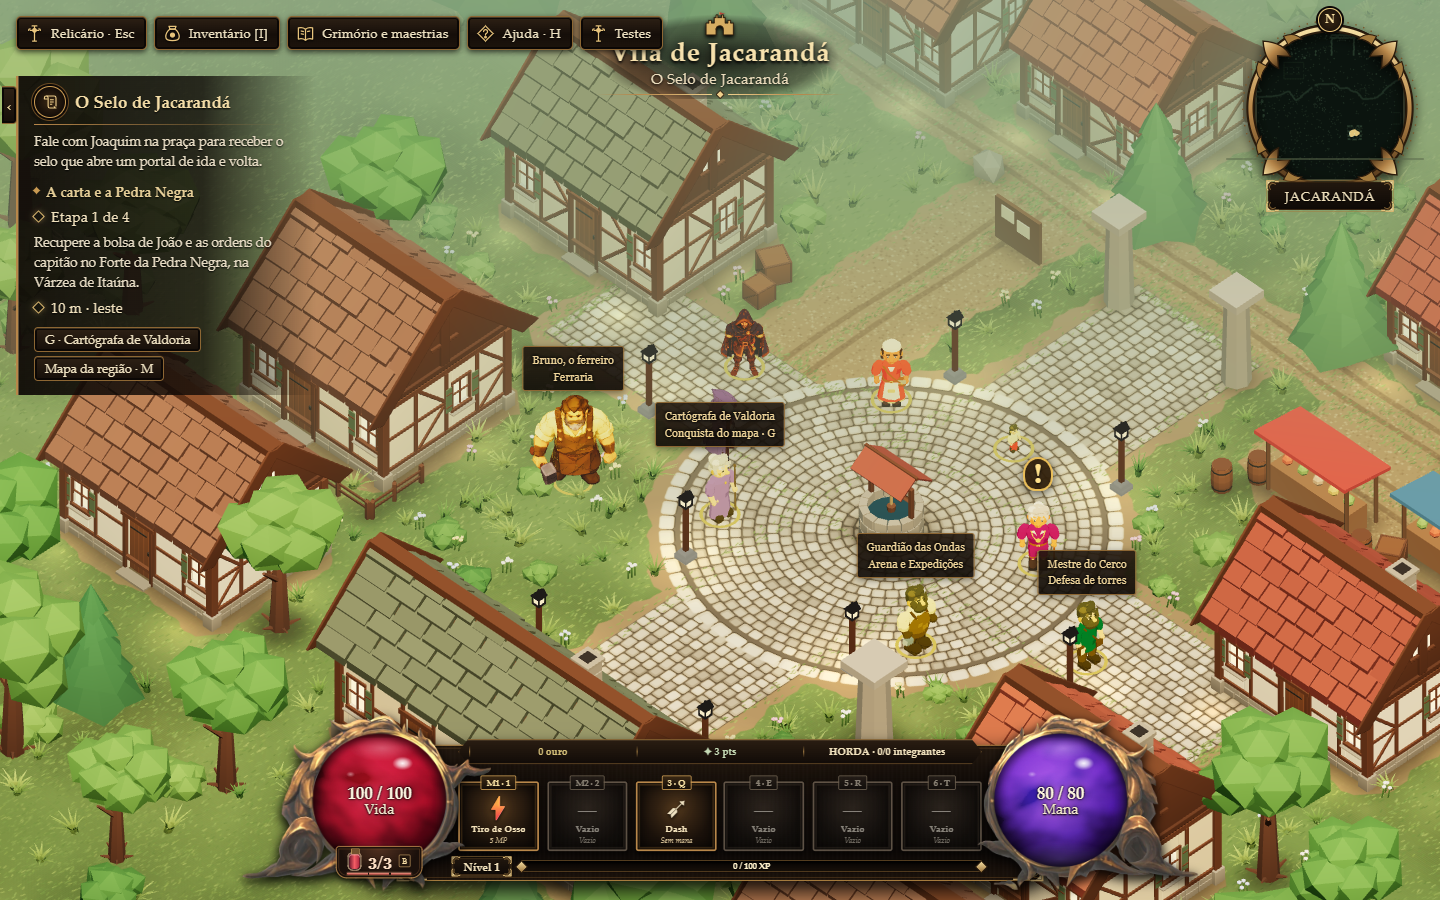 Relicário · Esc
Inventário [I]
Grimório e maestrias
Ajuda · H
Testes
Vila de Jacarandá
O Selo de Jacarandá
N
JACARANDÁ
O Selo de Jacarandá
Fale com Joaquim na praça para receber o
selo que abre um portal de ida e volta.
A carta e a Pedra Negra
Etapa 1 de 4
Recupere a bolsa de João e as ordens do
capitão no Forte da Pedra Negra, na
Várzea de Itaúna.
10 m · leste
G · Cartógrafa de Valdoria
Mapa da região · M
Bruno, o ferreiro
Ferraria
Cartógrafa de Valdoria
Conquista do mapa · G
!
Guardião das Ondas
Arena e Expedições
Mestre do Cerco
Defesa de torres
0 ouro
3 pts
HORDA · 0/0 integrantes
100 / 100
Vida
3/3
B
M1 · 1
Tiro de Osso
5 MP
M2 · 2
Vazio
Vazio
3 · Q
Dash
Sem mana
4 · E
Vazio
Vazio
5 · R
Vazio
Vazio
6 · T
Vazio
Vazio
80 / 80
Mana
Nível 1
0 / 100 XP